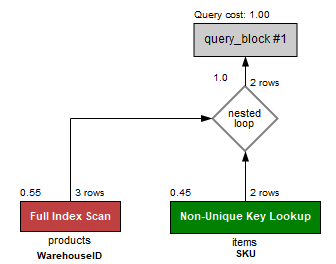 Query cost: 1.00
query_block #1
1.0
2 rows
nested
loop
0.55
3 rows
0.45
2 rows
Full Index Scan
Non-Unique Key Lookup
products
items
WarehouseID
SKU